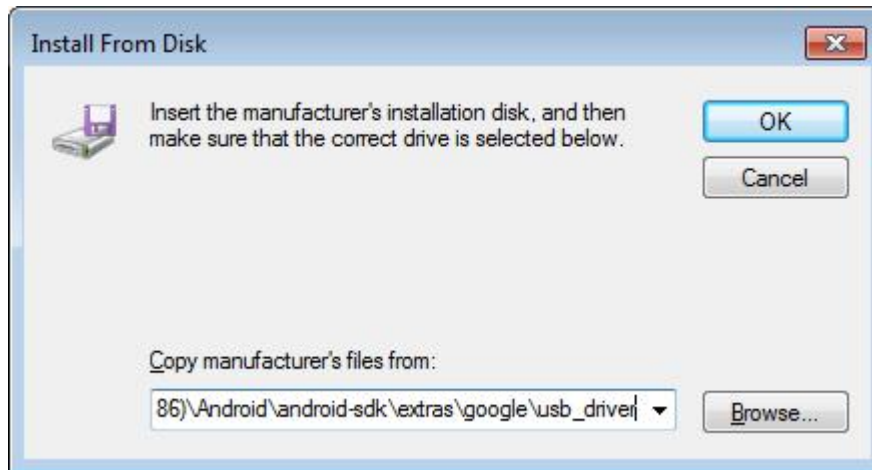 Install From Disk
Insert the manufacturer's installation disk, and then
make sure that the correct drive is selected below.
OK
Cancel
Copy manufacturer's files from:
86)\Android\android-sdk\extras\google\usb_driver
Browse...